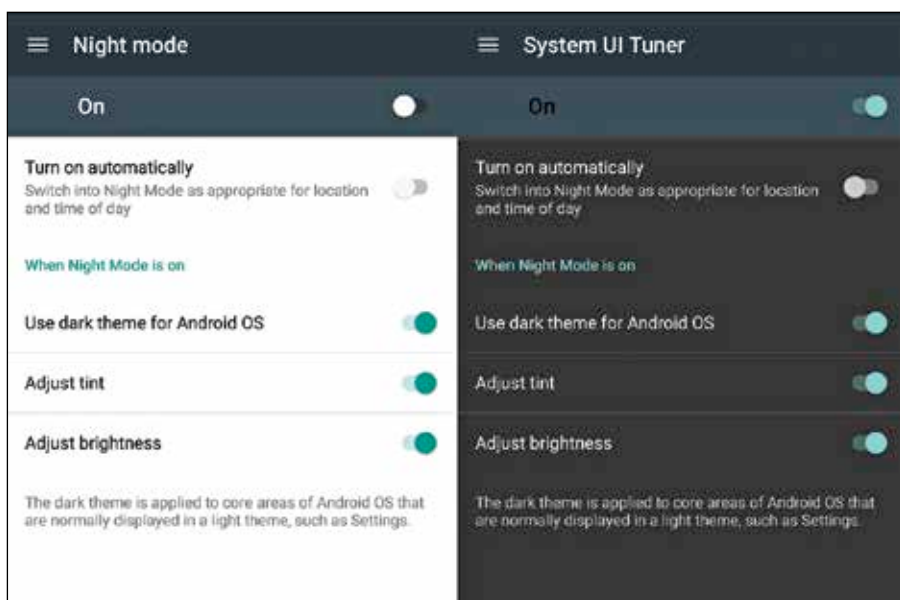 Night mode
On
Turn on automatically
Switch into Night Mode as appropriate for location
and time of day
When Night Mode is on
Use dark theme for Android OS
Adjust tint
Adjust brightness
The dark theme is applied to core areas of Android OS that
are normally displayed in a light theme, such as Settings.
System UI Tuner
On
Turn on automatically
Switch into Night Mode as appropriate for location
and time of day
When Night Mode is on
Use dark theme for Android OS
Adjust tint
Adjust brightness
The dark theme is applied to core areas of Android OS that
are normally displayed in a light theme, such as Settings.